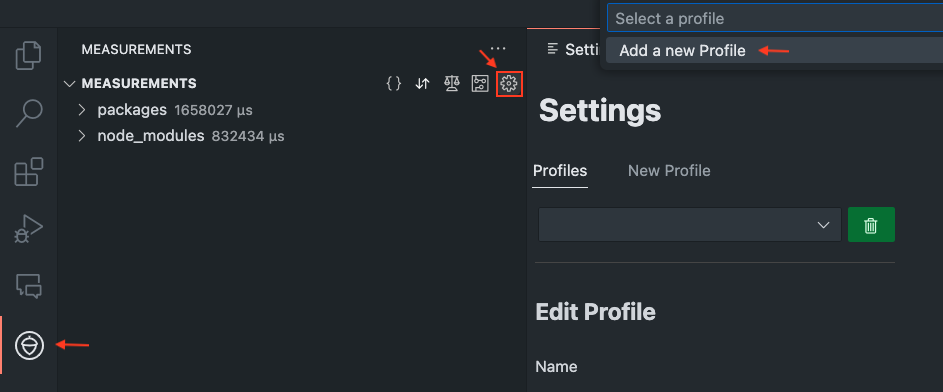 Select a profile
Add a new Profile
MEASUREMENTS
MEASUREMENTS
packages 1658027 µs
node_modules 832434 µs
Settings
Profiles New Profile
Edit Profile
Name